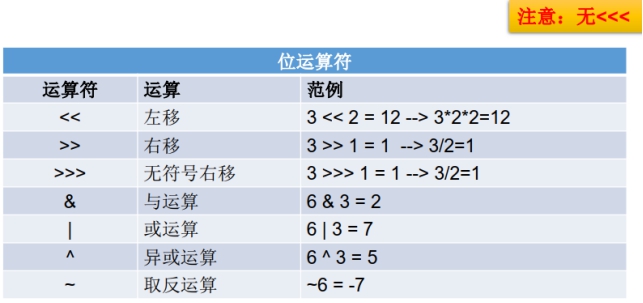 注意：无<<<
位运算符
运算符 运算 范例
<< 左移 3 << 2 = 12 --> 3*2*2=12
>> 右移 3 >> 1 = 1 --> 3/2=1
>>> 无符号右移 3 >>> 1 = 1 --> 3/2=1
& 与运算 6 & 3 = 2
| 或运算 6 | 3 = 7
^ 异或运算 6 ^ 3 = 5
~ 取反运算 ~6 = -7